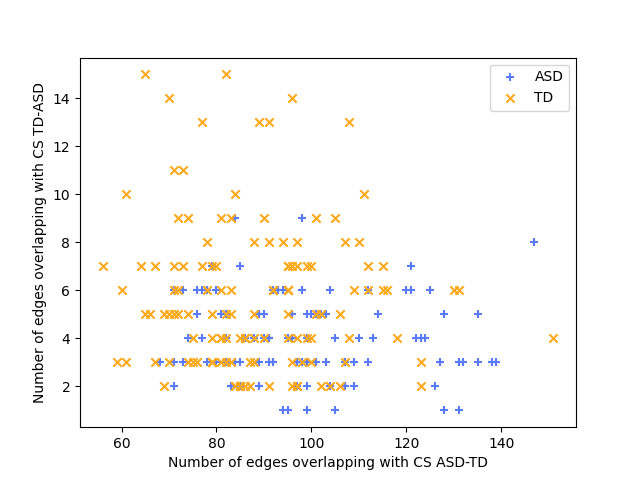 ASD
TD
14
12
10
8
6
4
2
60 80 100 120 140
Number of edges overlapping with CS ASD-TD
Number of edges overlapping with CS TD-ASD